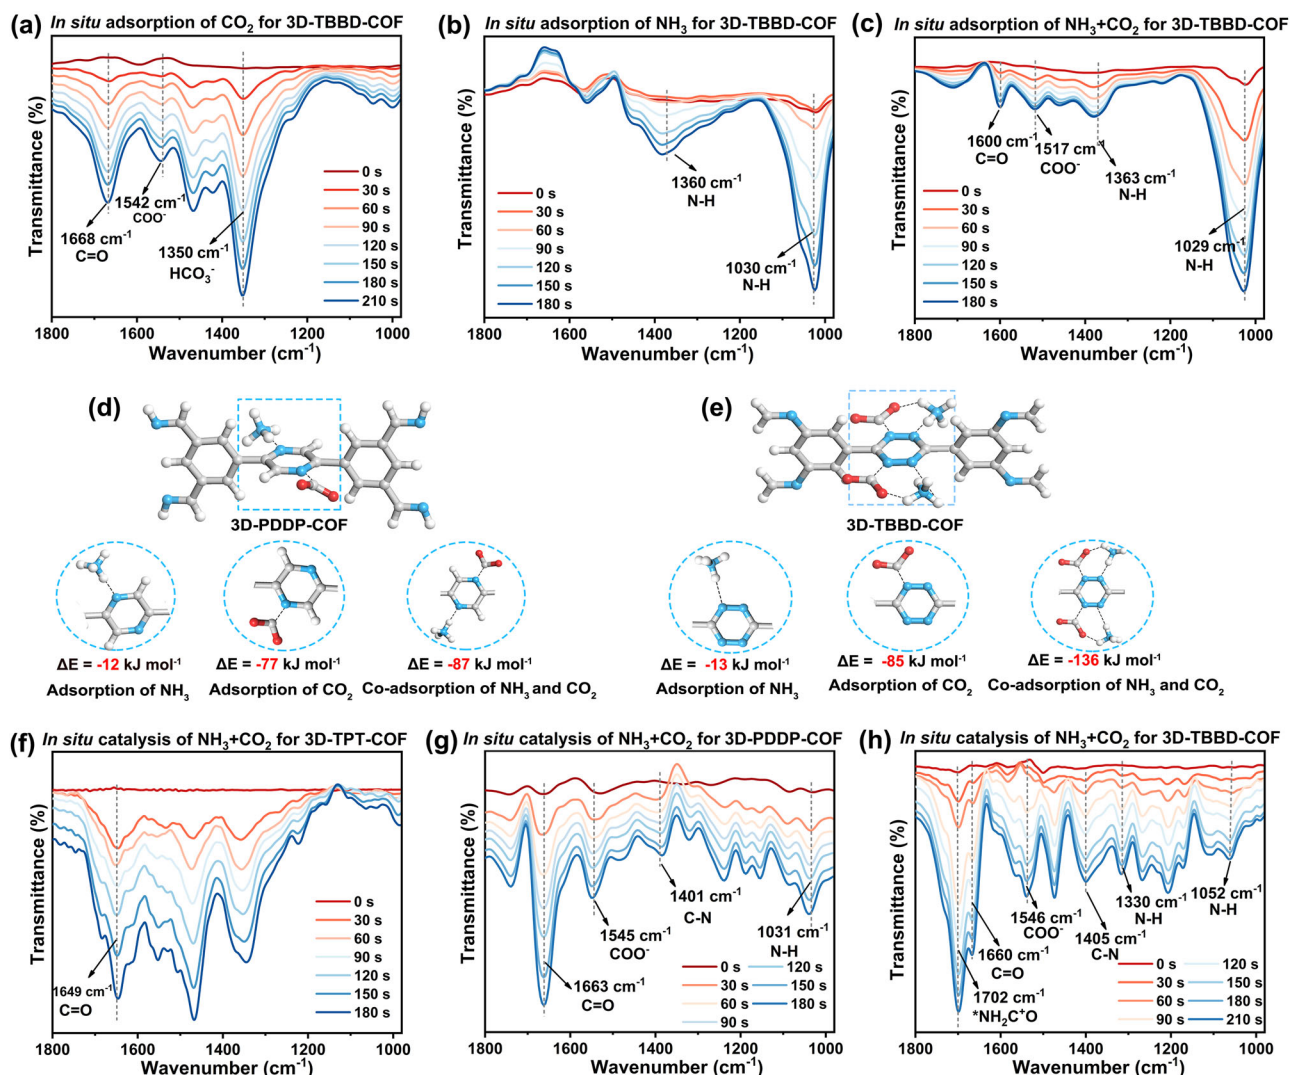 (a) In situ adsorption of CO₂ for 3D-TBBD-COF
Transmittance (%)
1668 cm⁻¹
C=O
1542 cm⁻¹
COO⁻
1350 cm⁻¹
HCO₃⁻
0 s
30 s
60 s
90 s
120 s
150 s
180 s
210 s
1800 1600 1400 1200 1000
Wavenumber (cm⁻¹)
(b) In situ adsorption of NH₃ for 3D-TBBD-COF
Transmittance (%)
0 s
30 s
60 s
90 s
120 s
150 s
180 s
1360 cm⁻¹
N-H
1030 cm⁻¹
N-H
1800 1600 1400 1200 1000
Wavenumber (cm⁻¹)
(c) In situ adsorption of NH₃+CO₂ for 3D-TBBD-COF
Transmittance (%)
1600 cm⁻¹
C=O
1517 cm⁻
COO⁻
1363 cm⁻¹
N-H
1029 cm⁻¹
N-H
0 s
30 s
60 s
90 s
120 s
150 s
180 s
1800 1600 1400 1200 1000
Wavenumber (cm⁻¹)
(d)
3D-PDDP-COF
ΔE = -12 kJ mol⁻¹
Adsorption of NH₃
ΔE = -77 kJ mol⁻¹
Adsorption of CO₂
ΔE = -87 kJ mol⁻¹
Co-adsorption of NH₃ and CO₂
(e)
3D-TBBD-COF
ΔE = -13 kJ mol⁻¹
Adsorption of NH₃
ΔE = -85 kJ mol⁻¹
Adsorption of CO₂
ΔE = -136 kJ mol⁻¹
Co-adsorption of NH₃ and CO₂
(f) In situ catalysis of NH₃+CO₂ for 3D-TPT-COF
Transmittance (%)
1649 cm⁻¹
C=O
0 s
30 s
60 s
90 s
120 s
150 s
180 s
1800 1600 1400 1200 1000
Wavenumber (cm⁻¹)
(g) In situ catalysis of NH₃+CO₂ for 3D-PDDP-COF
Transmittance (%)
1401 cm⁻¹
C-N
1545 cm⁻¹
COO⁻
1031 cm⁻¹
N-H
1663 cm⁻¹
C=O
0 s 120 s
30 s 150 s
60 s 180 s
90 s
1800 1600 1400 1200 1000
Wavenumber (cm⁻¹)
(h) In situ catalysis of NH₃+CO₂ for 3D-TBBD-COF
Transmittance (%)
1052 cm⁻¹
N-H
1330 cm⁻¹
N-H
1546 cm⁻¹
COO⁻
1405 cm⁻¹
C-N
1660 cm⁻¹
C=O
1702 cm⁻¹
*NH₂C⁺O
0 s 120 s
30 s 150 s
60 s 180 s
90 s 210 s
1800 1600 1400 1200 1000
Wavenumber (cm⁻¹)